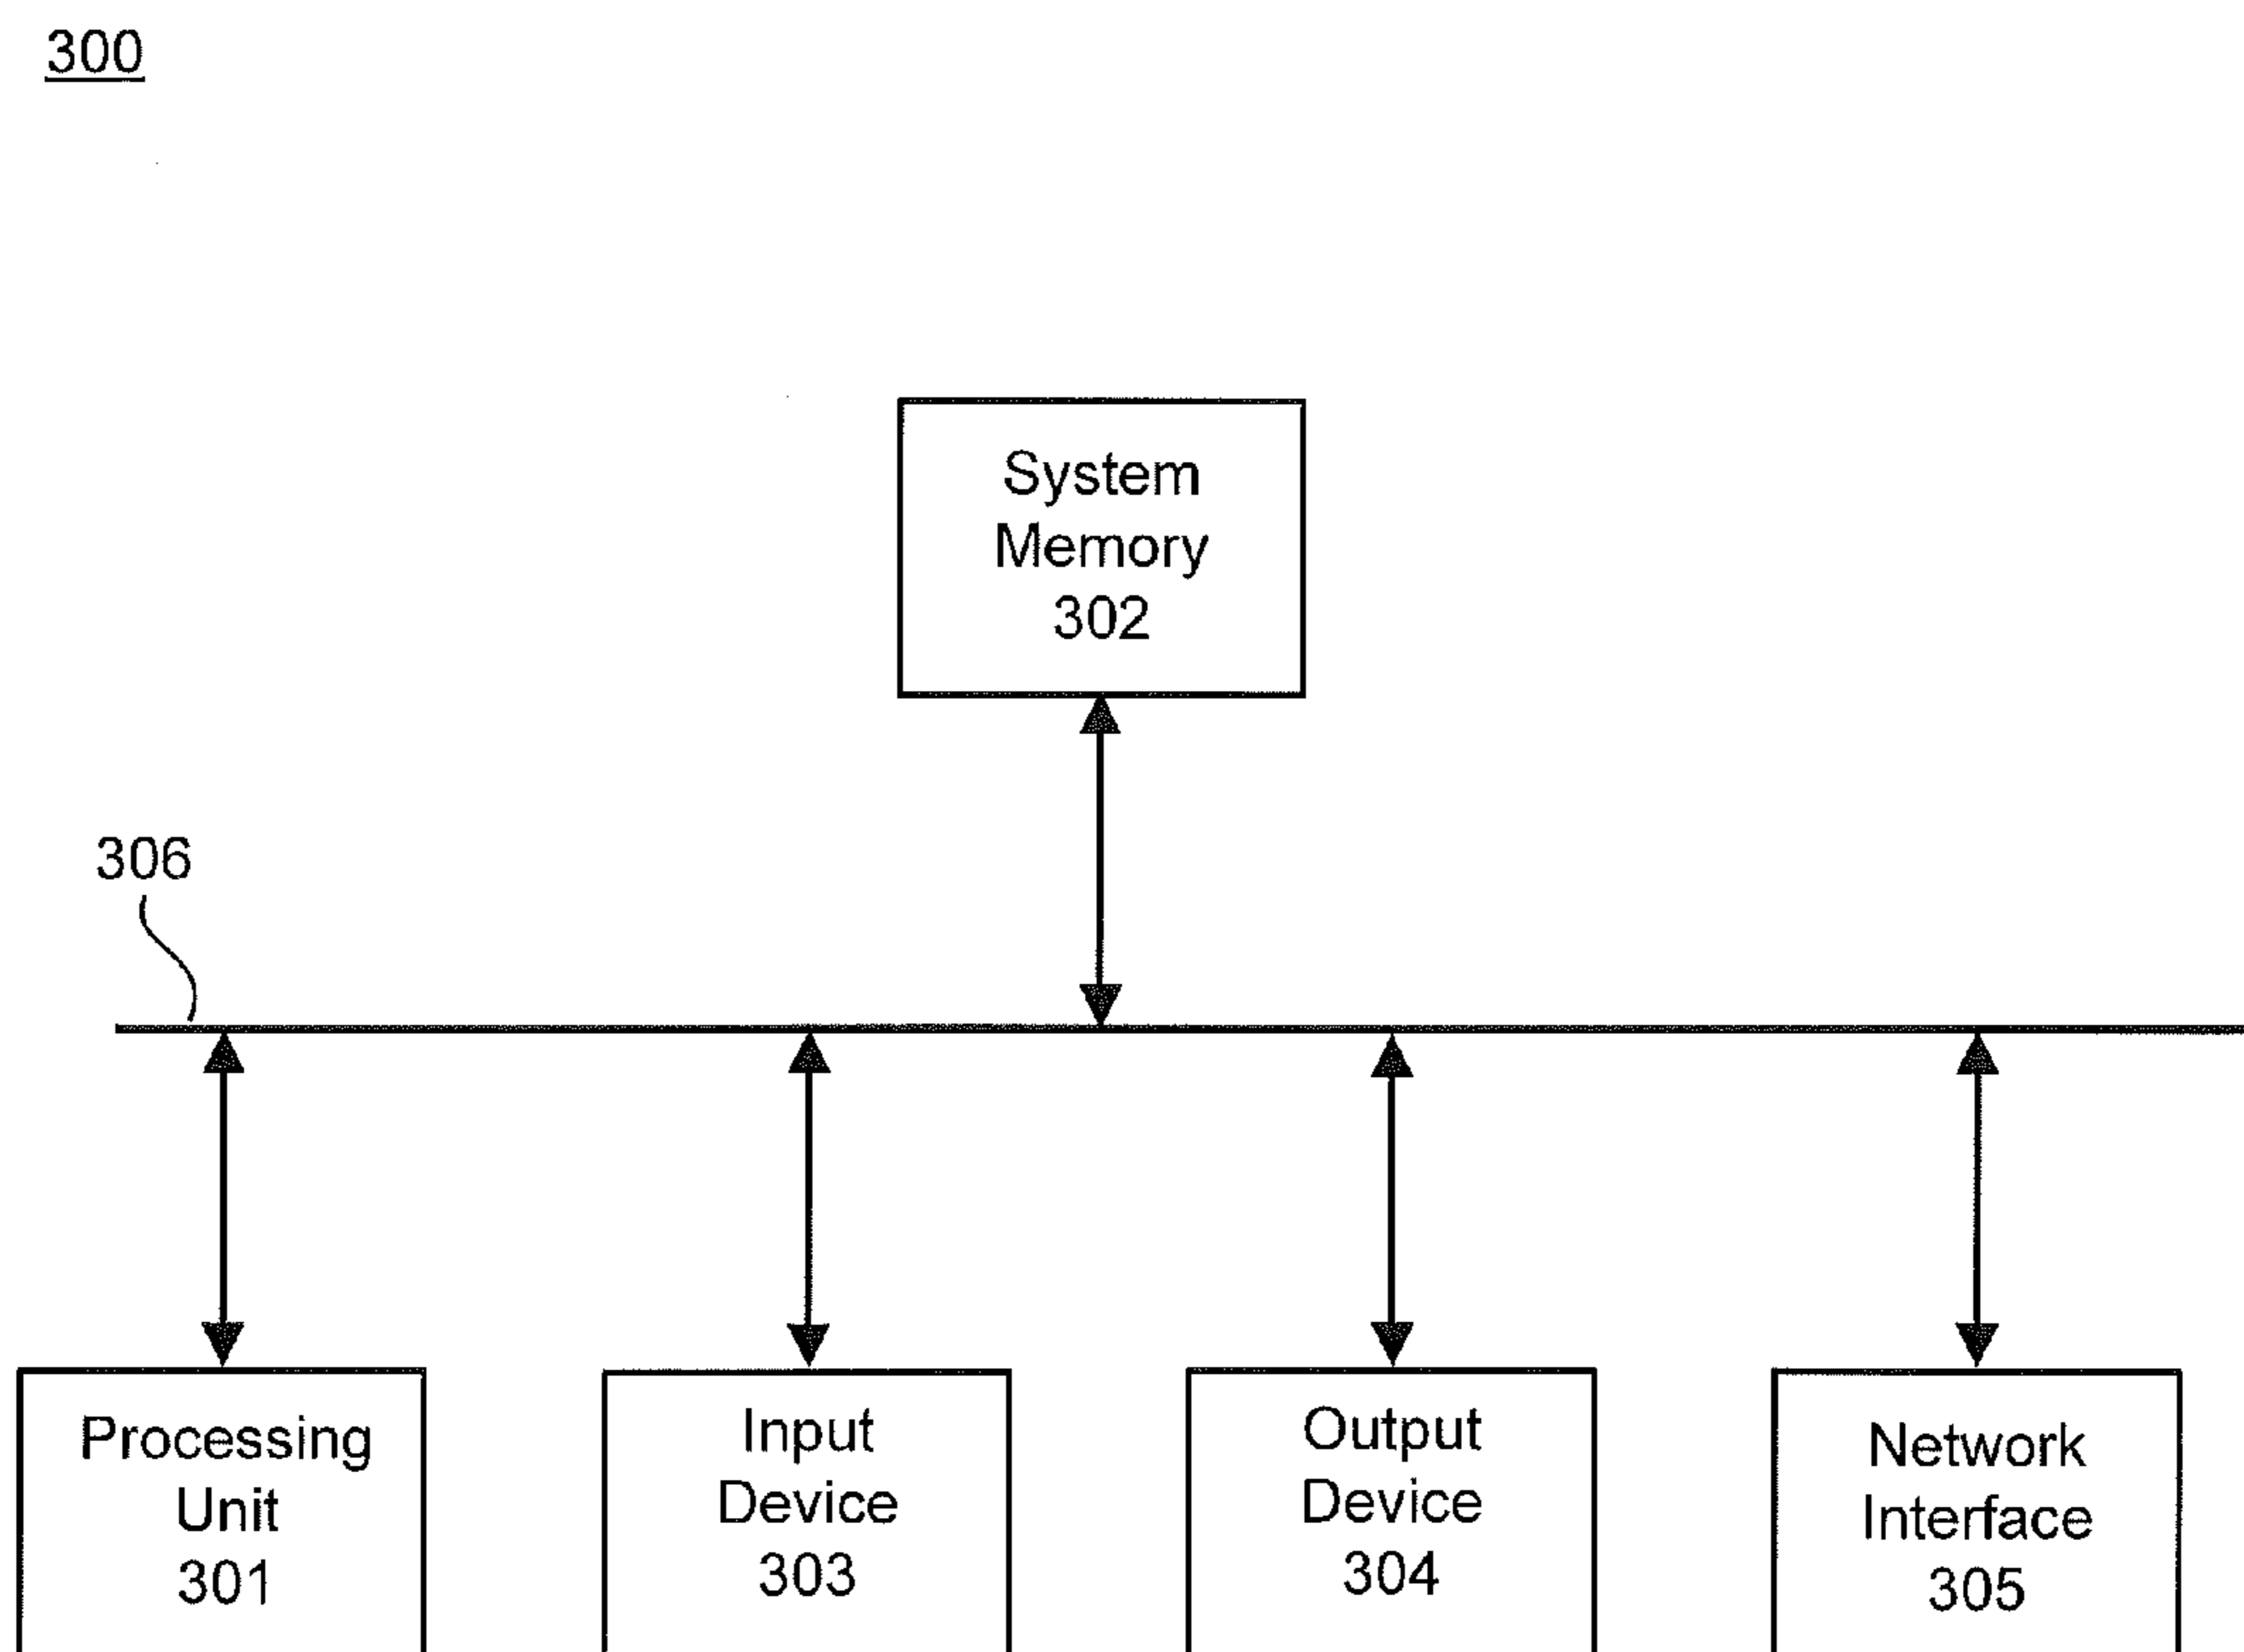 300
System
Memory
302
306
Processing
Unit
301
Input
Device
303
Output
Device
304
Network
Interface
305